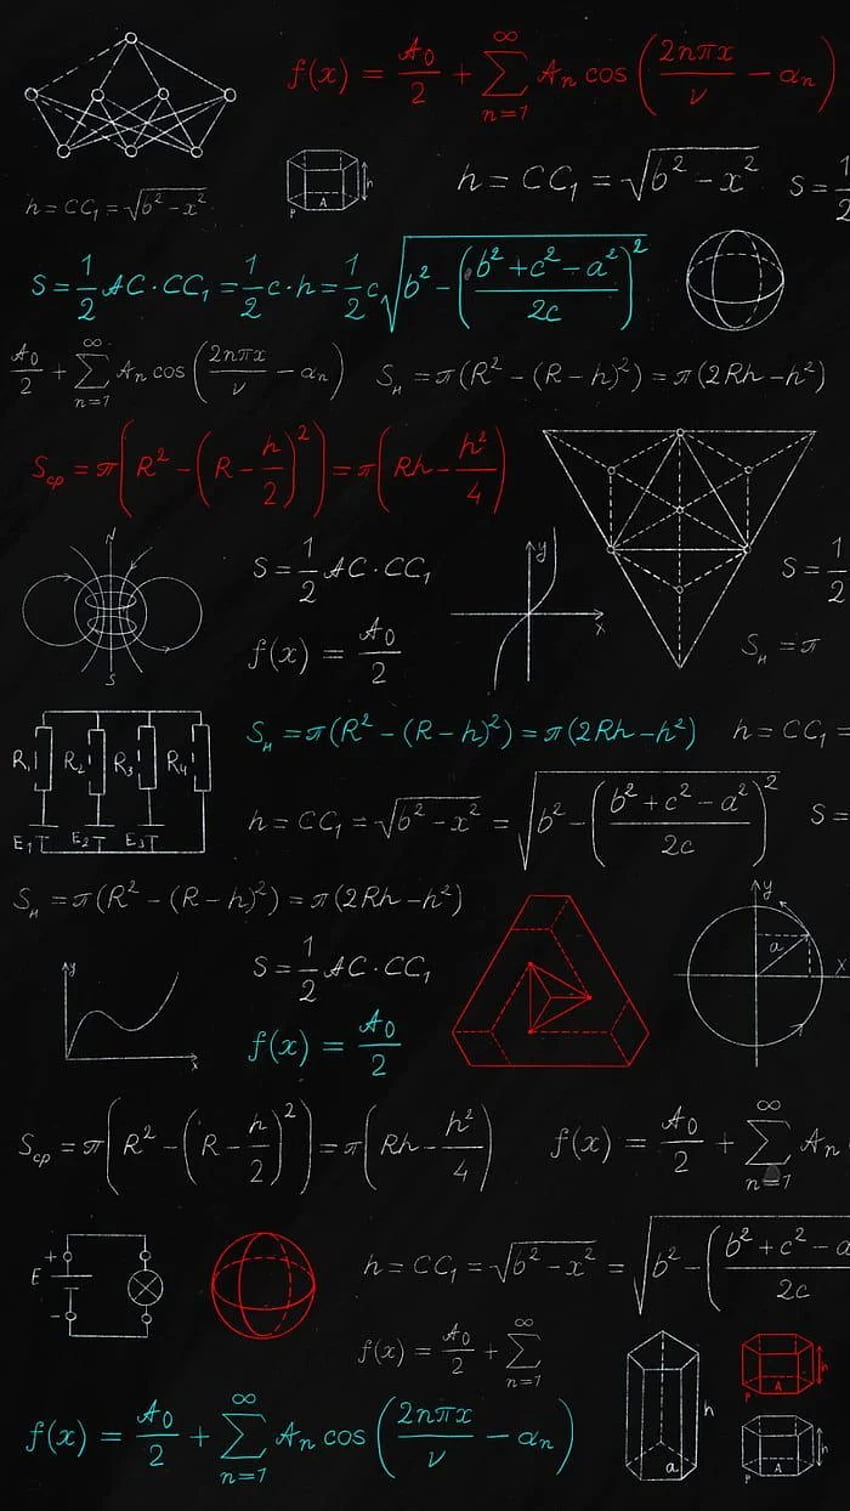 f(x) = A₀/2 + ∑_{n=1}^{∞} Aₙ cos (2nπx/ν − αₙ)
h = CC₁ = √(b² − x²) S = 1/2
h = CC₁ = √(b² − x²)
P A h
S = 1/2 AC · CC₁ = 1/2 c · h = 1/2 c √(b² − ((b² + c² − a²)/2c)²)
A₀/2 + ∑_{n=1}^{∞} Aₙ cos (2nπx/ν − αₙ) Sₙ = π(R² − (R − h)²) = π(2Rh − h²)
S_ср = π(R² − (R − h/2)²) = π(Rh − h²/4)
N
S = 1/2 AC · CC₁ y S = 1/2
x
f(x) = A₀/2 Sₙ = π
S
Sₙ = π(R² − (R − h)²) = π(2Rh − h²) h = CC₁ =
R₁ R₂ R₃ R₄
h = CC₁ = √(b² − x²) = √(b² − ((b² + c² − a²)/2c)²) S =
E₁ E₂ E₃
Sₙ = π(R² − (R − h)²) = π(2Rh − h²) y
a
S = 1/2 AC · CC₁ x
y
f(x) = A₀/2
x
S_ср = π(R² − (R − h/2)²) = π(Rh − h²/4) f(x) = A₀/2 + ∑_{n=1}^{∞} Aₙ
+ E −
h = CC₁ = √(b² − x²) = √(b² − ((b² + c² − a
2c
f(x) = A₀/2 + ∑_{n=1}^{∞}
P A h
f(x) = A₀/2 + ∑_{n=1}^{∞} Aₙ cos (2nπx/ν − αₙ) h
a P A h